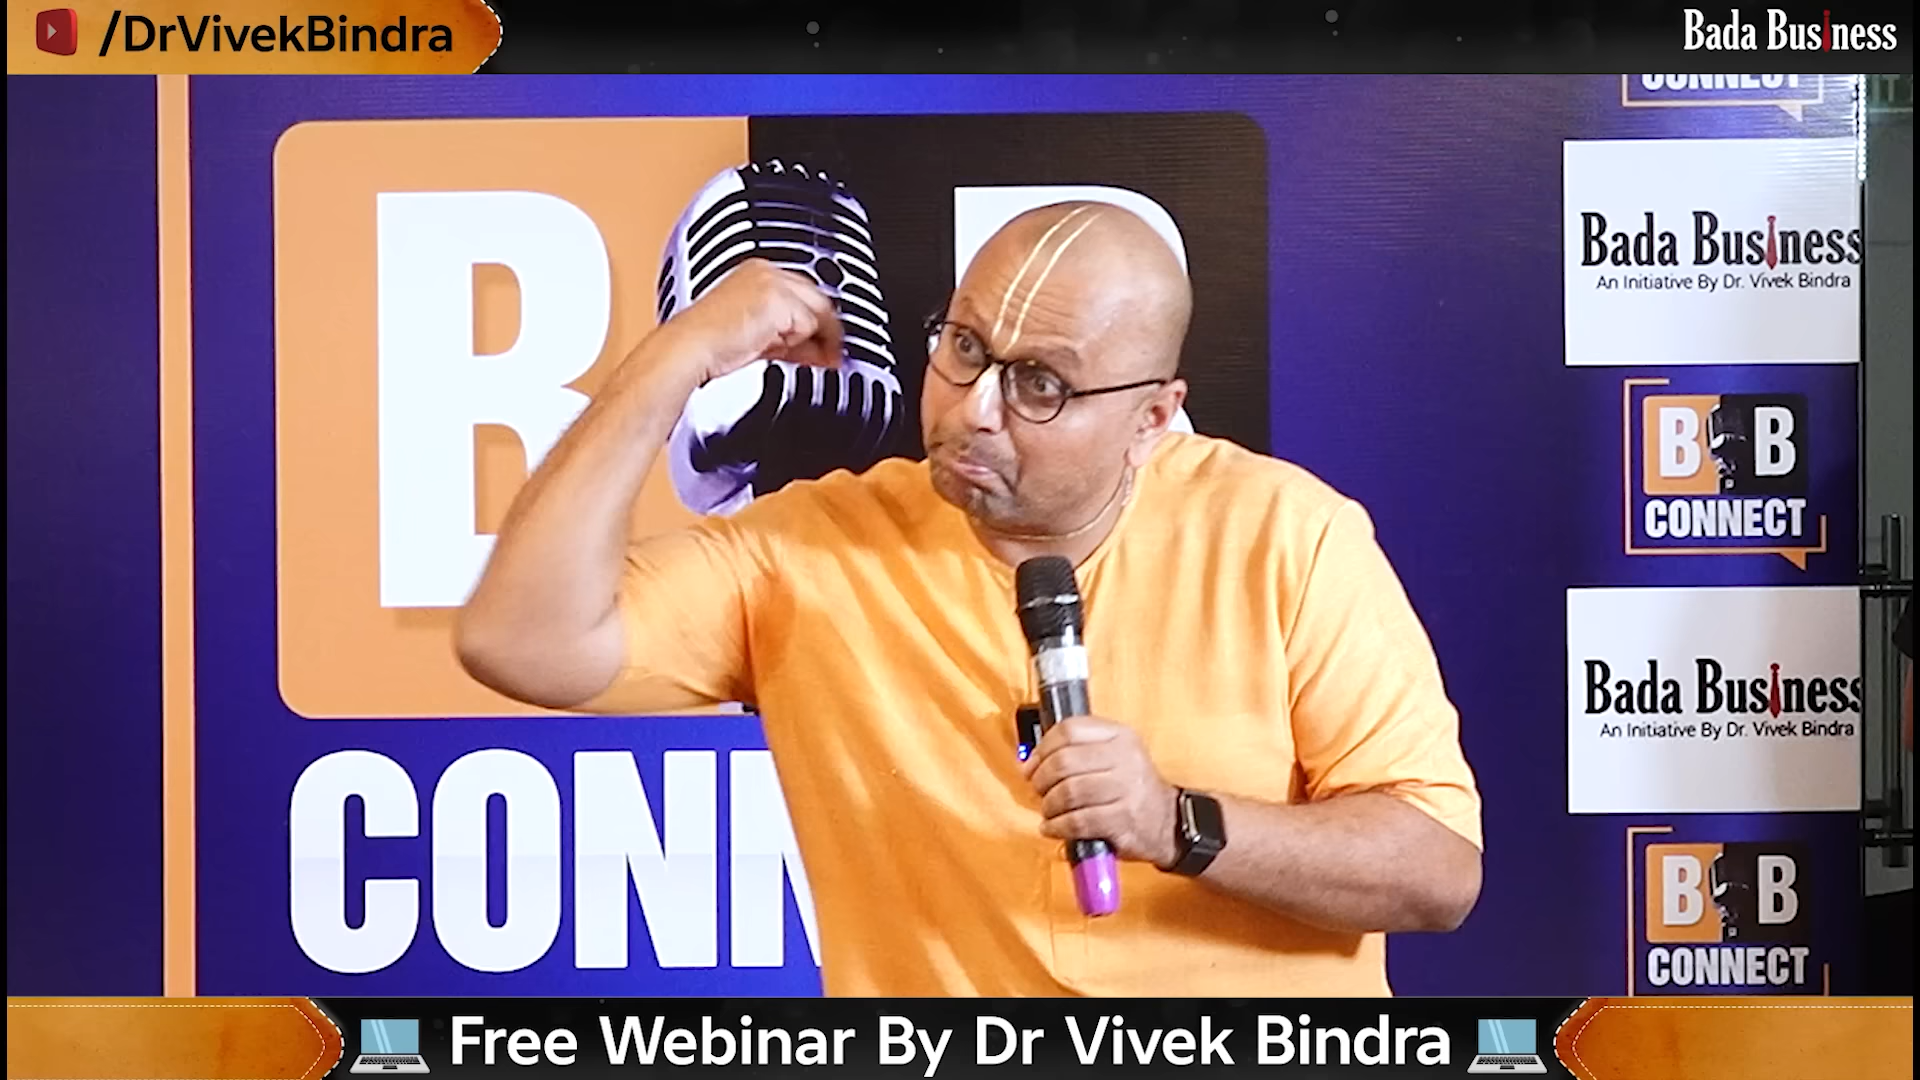 /DrVivekBindra
Bada Business
CONNECT
B B
CONN
Bada Business
An Initiative By Dr. Vivek Bindra
B B
CONNECT
Bada Business
An Initiative By Dr. Vivek Bindra
B B
CONNECT
Free Webinar By Dr Vivek Bindra